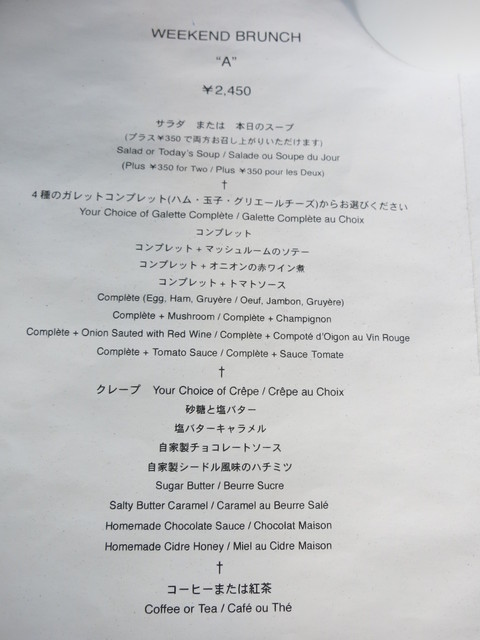 WEEKEND BRUNCH
“A”
￥2,450
サラダ　または　本日のスープ
(プラス￥350で両方お召し上がりいただけます)
Salad or Today's Soup / Salade ou Soupe du Jour
(Plus ￥350 for Two / Plus ￥350 pour les Deux)
†
4種のガレットコンプレット(ハム・玉子・グリエールチーズ)からお選びください
Your Choice of Galette Complète / Galette Complète au Choix
コンプレット
コンプレット + マッシュルームのソテー
コンプレット + オニオンの赤ワイン煮
コンプレット + トマトソース
Complète (Egg, Ham, Gruyère / Oeuf, Jambon, Gruyère)
Complète + Mushroom / Complète + Champignon
Complète + Onion Sauted with Red Wine / Complète + Compoté d'Oigon au Vin Rouge
Complète + Tomato Sauce / Complète + Sauce Tomate
†
クレープ　Your Choice of Crêpe / Crêpe au Choix
砂糖と塩バター
塩バターキャラメル
自家製チョコレートソース
自家製シードル風味のハチミツ
Sugar Butter / Beurre Sucre
Salty Butter Caramel / Caramel au Beurre Salé
Homemade Chocolate Sauce / Chocolat Maison
Homemade Cidre Honey / Miel au Cidre Maison
†
コーヒーまたは紅茶
Coffee or Tea / Café ou Thé